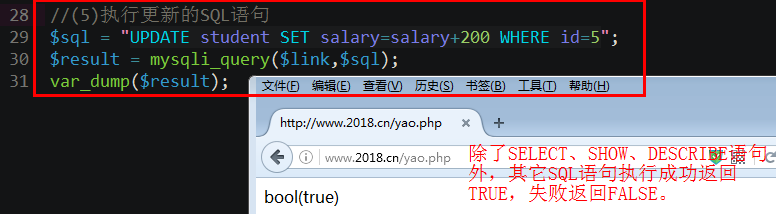 28 //(5)执行更新的SQL语句
29 $sql = "UPDATE student SET salary=salary+200 WHERE id=5";
30 $result = mysqli_query($link,$sql);
31 var_dump($result);
文件(F) 编辑(E) 查看(V) 历史(S) 书签(B) 工具(T) 帮助(H)
http://www.2018.cn/yao.php
www.2018.cn/yao.php
除了SELECT、SHOW、DESCRIBE语句
外，其它SQL语句执行成功返回
TRUE，失败返回FALSE。
bool(true)